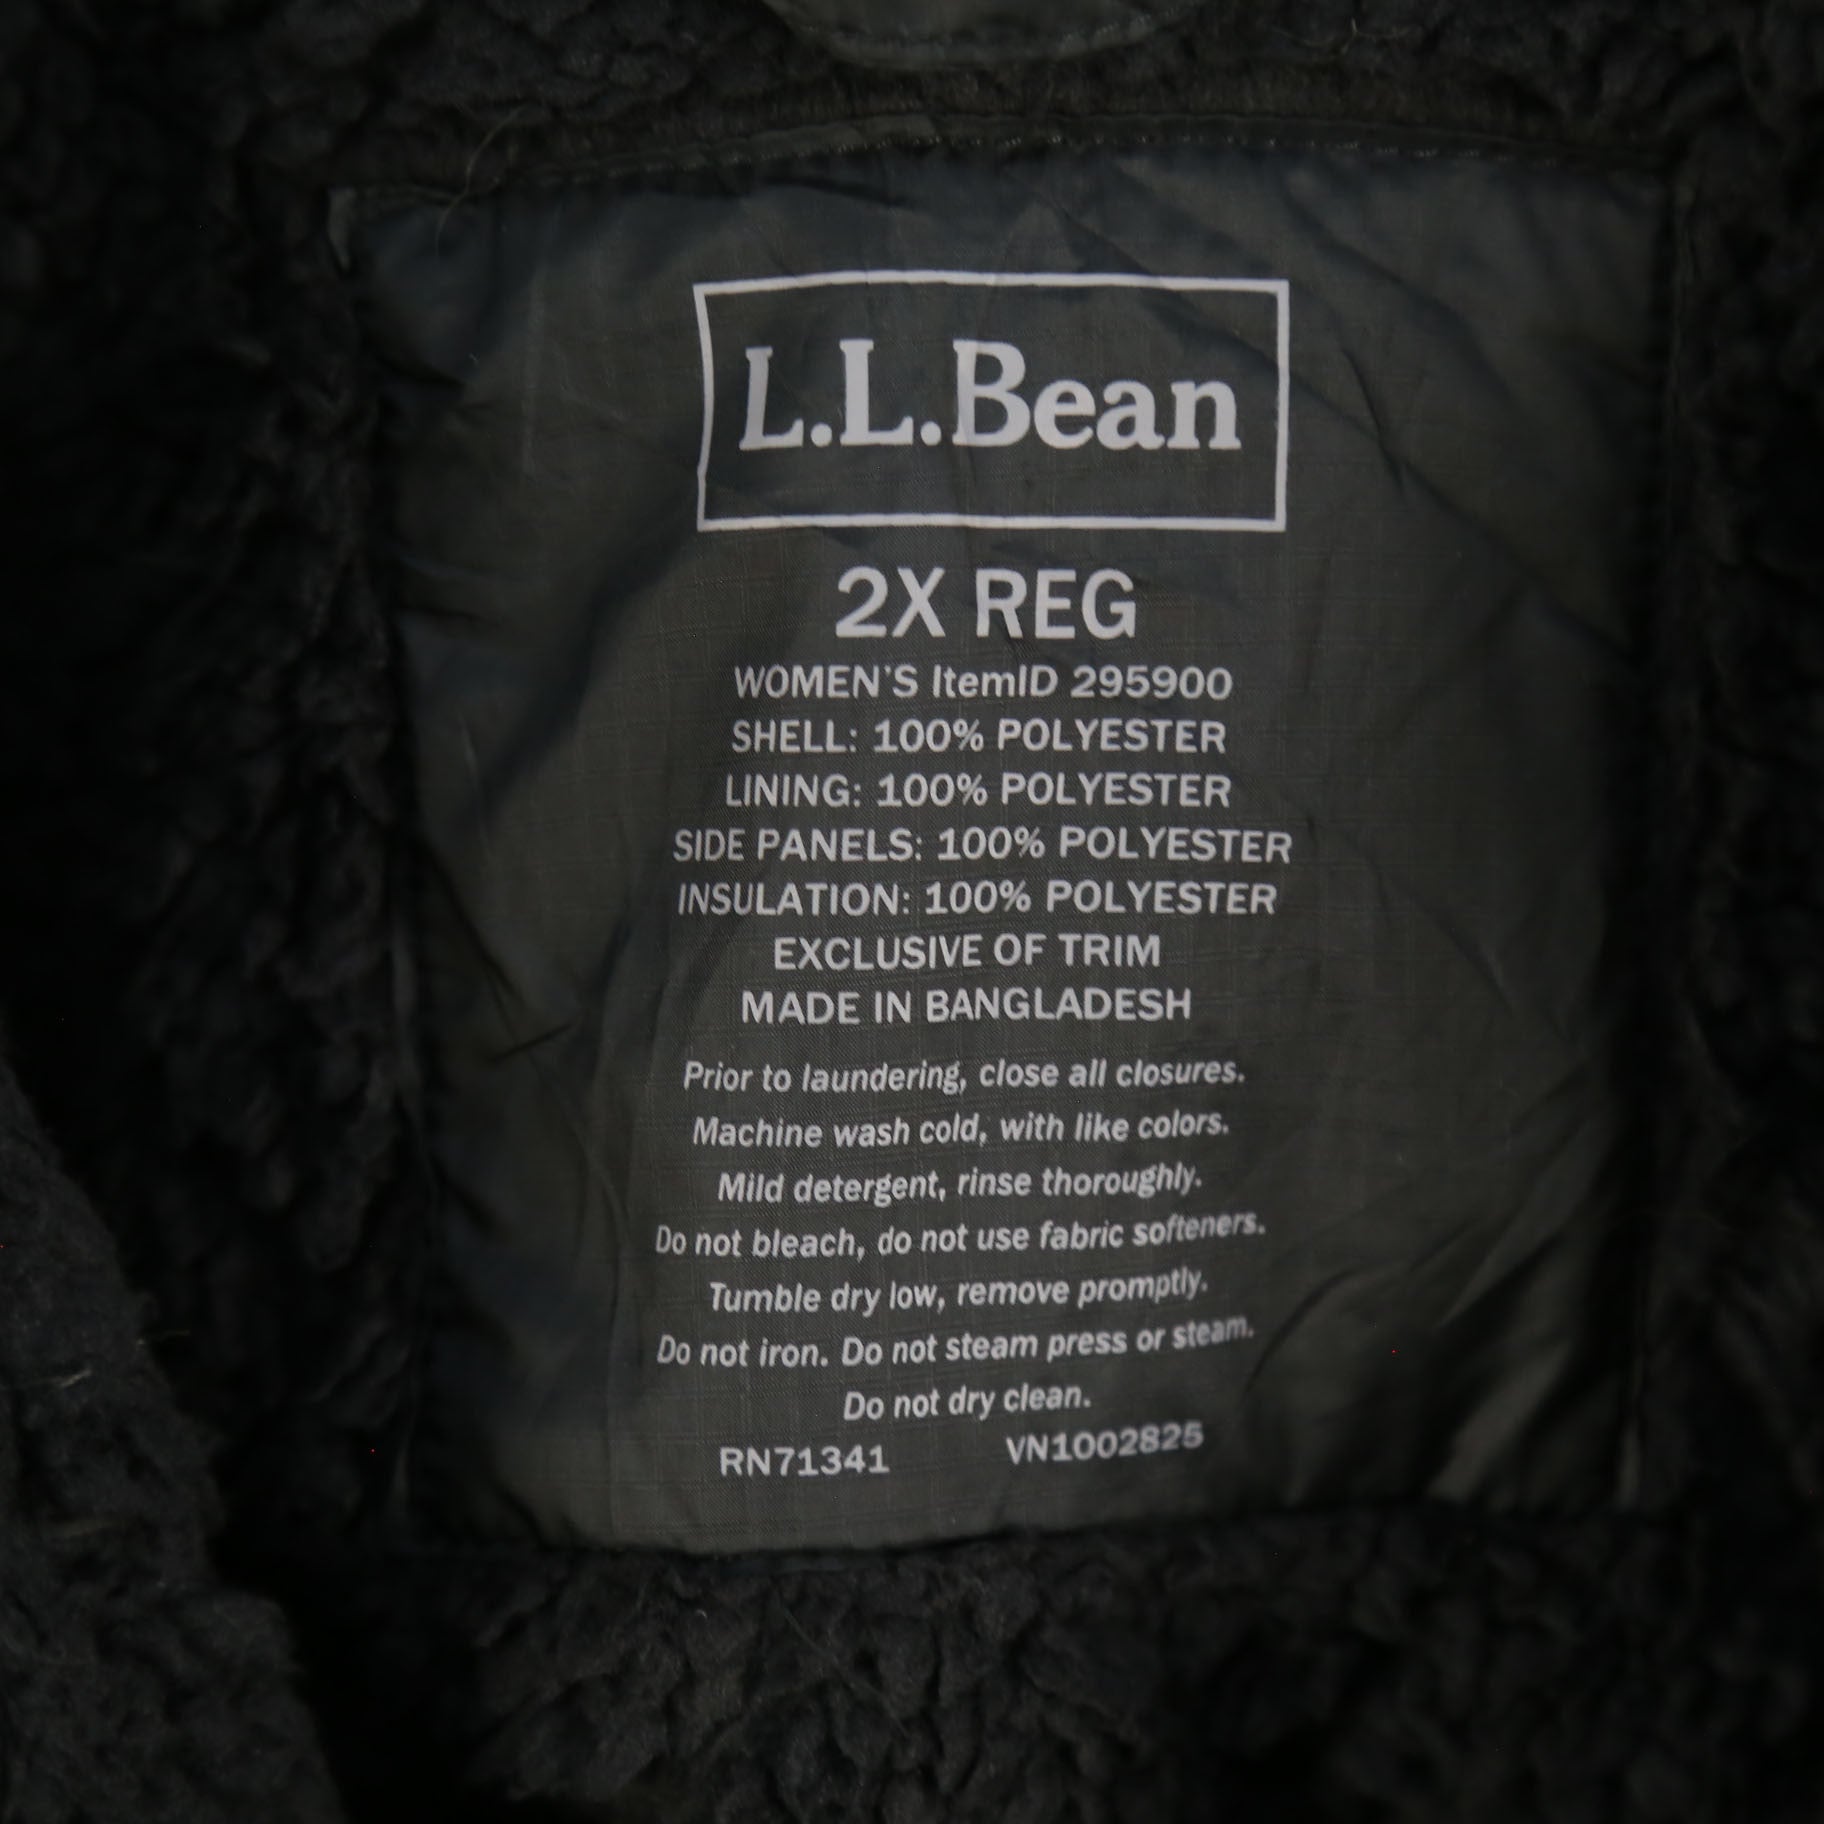 L.L.Bean
2X REG
WOMEN'S ItemID 295900
SHELL: 100% POLYESTER
LINING: 100% POLYESTER
SIDE PANELS: 100% POLYESTER
INSULATION: 100% POLYESTER
EXCLUSIVE OF TRIM
MADE IN BANGLADESH
Prior to laundering, close all closures.
Machine wash cold, with like colors.
Mild detergent, rinse thoroughly.
Do not bleach, do not use fabric softeners.
Tumble dry low, remove promptly.
Do not iron. Do not steam press or steam.
Do not dry clean.
RN71341 VN1002825